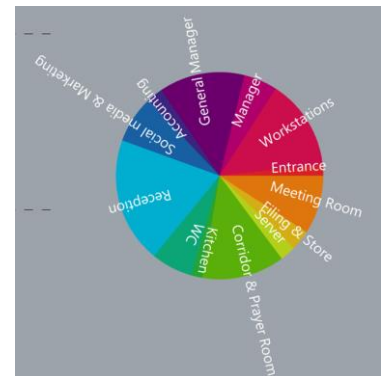 General Manager
Manager
Workstations
Entrance
Meeting Room
Filing & Store
Server
Corridor & Prayer Room
Kitchen
WC
Reception
Social media & Marketing
Accounting